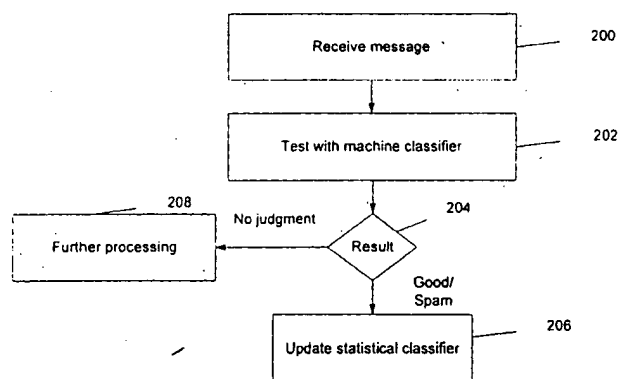 Receive message
200
Test with machine classifier
202
208
No judgment
204
Further processing
Result
Good/
Spam
206
Update statistical classifier